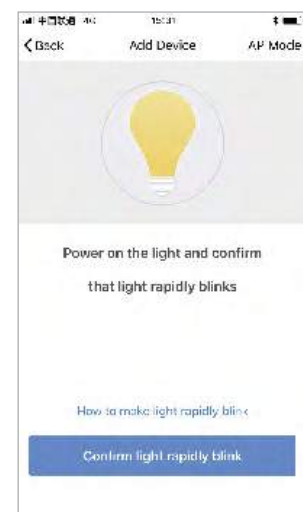 中国联通 4G 15:31
Back Add Device AP Mode
Power on the light and confirm
that light rapidly blinks
How to make light rapidly blink
Confirm light rapidly blink